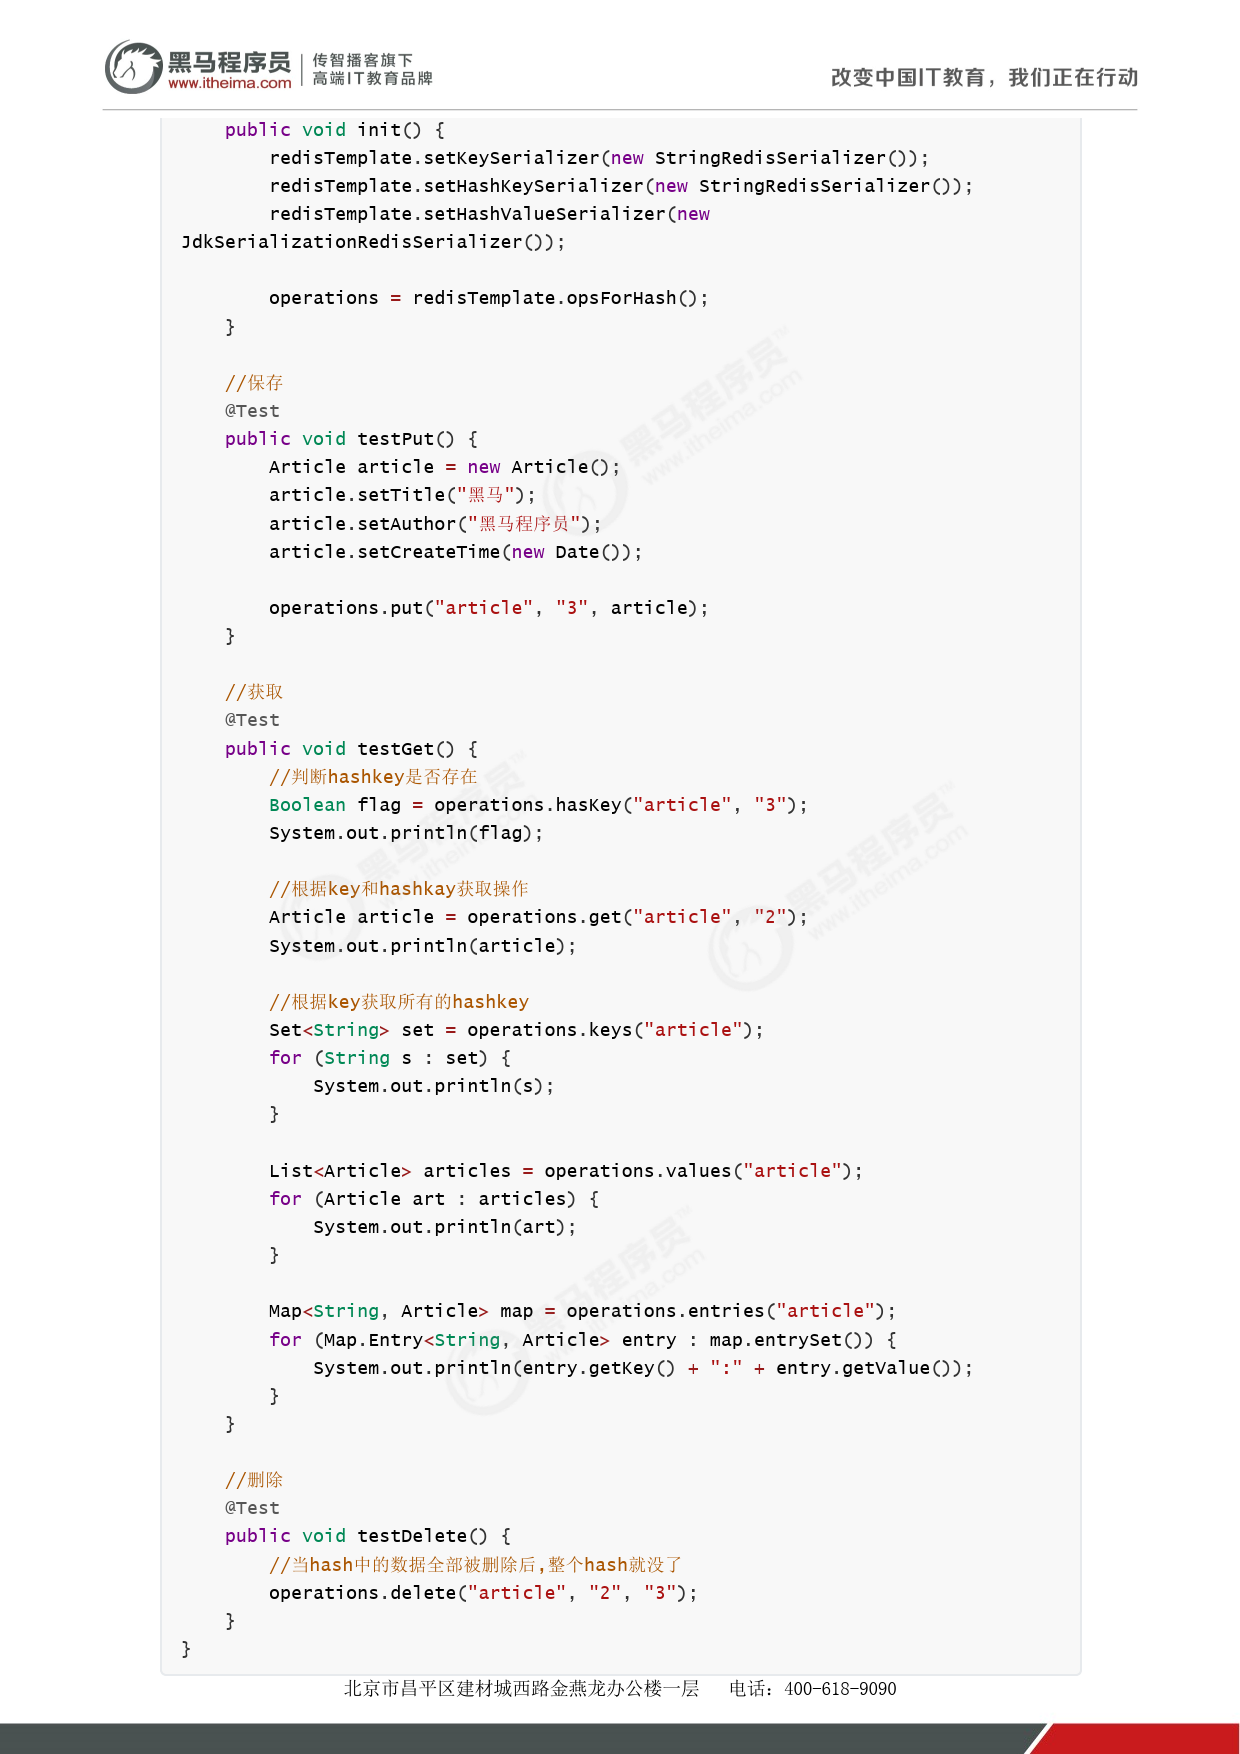 黑马程序员
www.itheima.com
传智播客旗下
高端IT教育品牌
改变中国IT教育，我们正在行动
    public void init() {
        redisTemplate.setKeySerializer(new StringRedisSerializer());
        redisTemplate.setHashKeySerializer(new StringRedisSerializer());
        redisTemplate.setHashValueSerializer(new
JdkSerializationRedisSerializer());

        operations = redisTemplate.opsForHash();
    }

    //保存
    @Test
    public void testPut() {
        Article article = new Article();
        article.setTitle("黑马");
        article.setAuthor("黑马程序员");
        article.setCreateTime(new Date());

        operations.put("article", "3", article);
    }

    //获取
    @Test
    public void testGet() {
        //判断hashkey是否存在
        Boolean flag = operations.hasKey("article", "3");
        System.out.println(flag);

        //根据key和hashkay获取操作
        Article article = operations.get("article", "2");
        System.out.println(article);

        //根据key获取所有的hashkey
        Set<String> set = operations.keys("article");
        for (String s : set) {
            System.out.println(s);
        }

        List<Article> articles = operations.values("article");
        for (Article art : articles) {
            System.out.println(art);
        }

        Map<String, Article> map = operations.entries("article");
        for (Map.Entry<String, Article> entry : map.entrySet()) {
            System.out.println(entry.getKey() + ":" + entry.getValue());
        }
    }

    //删除
    @Test
    public void testDelete() {
        //当hash中的数据全部被删除后,整个hash就没了
        operations.delete("article", "2", "3");
    }
}
北京市昌平区建材城西路金燕龙办公楼一层  电话：400-618-9090